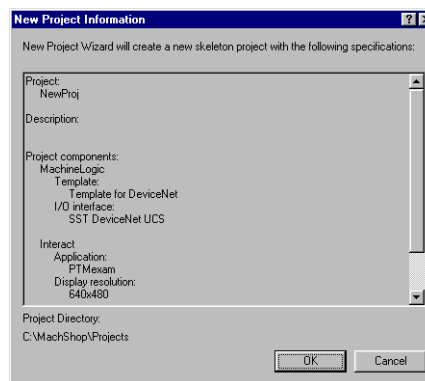 New Project Information
New Project Wizard will create a new skeleton project with the following specifications:
Project:
NewProj
Description:
Project components:
MachineLogic
Template:
Template for DeviceNet
I/O interface:
SST DeviceNet UCS
Interact
Application:
PTMexam
Display resolution:
640x480
Project Directory:
C:\MachShop\Projects
OK
Cancel